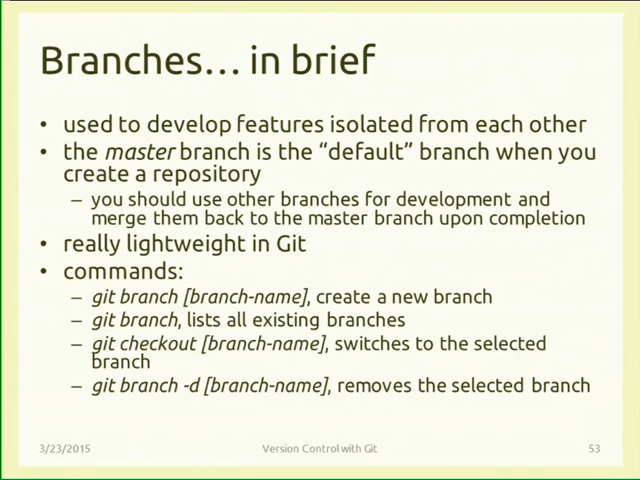 Branches... in brief
• used to develop features isolated from each other
• the master branch is the “default” branch when you
create a repository
– you should use other branches for development and
merge them back to the master branch upon completion
• really lightweight in Git
• commands:
– git branch [branch-name], create a new branch
– git branch, lists all existing branches
– git checkout [branch-name], switches to the selected
branch
– git branch -d [branch-name], removes the selected branch
3/23/2015
Version Control with Git
53